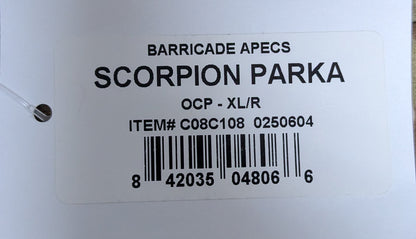 BARRICADE APECS
SCORPION PARKA
OCP - XL/R
ITEM# C08C108 0250604
8 42035 04806 6